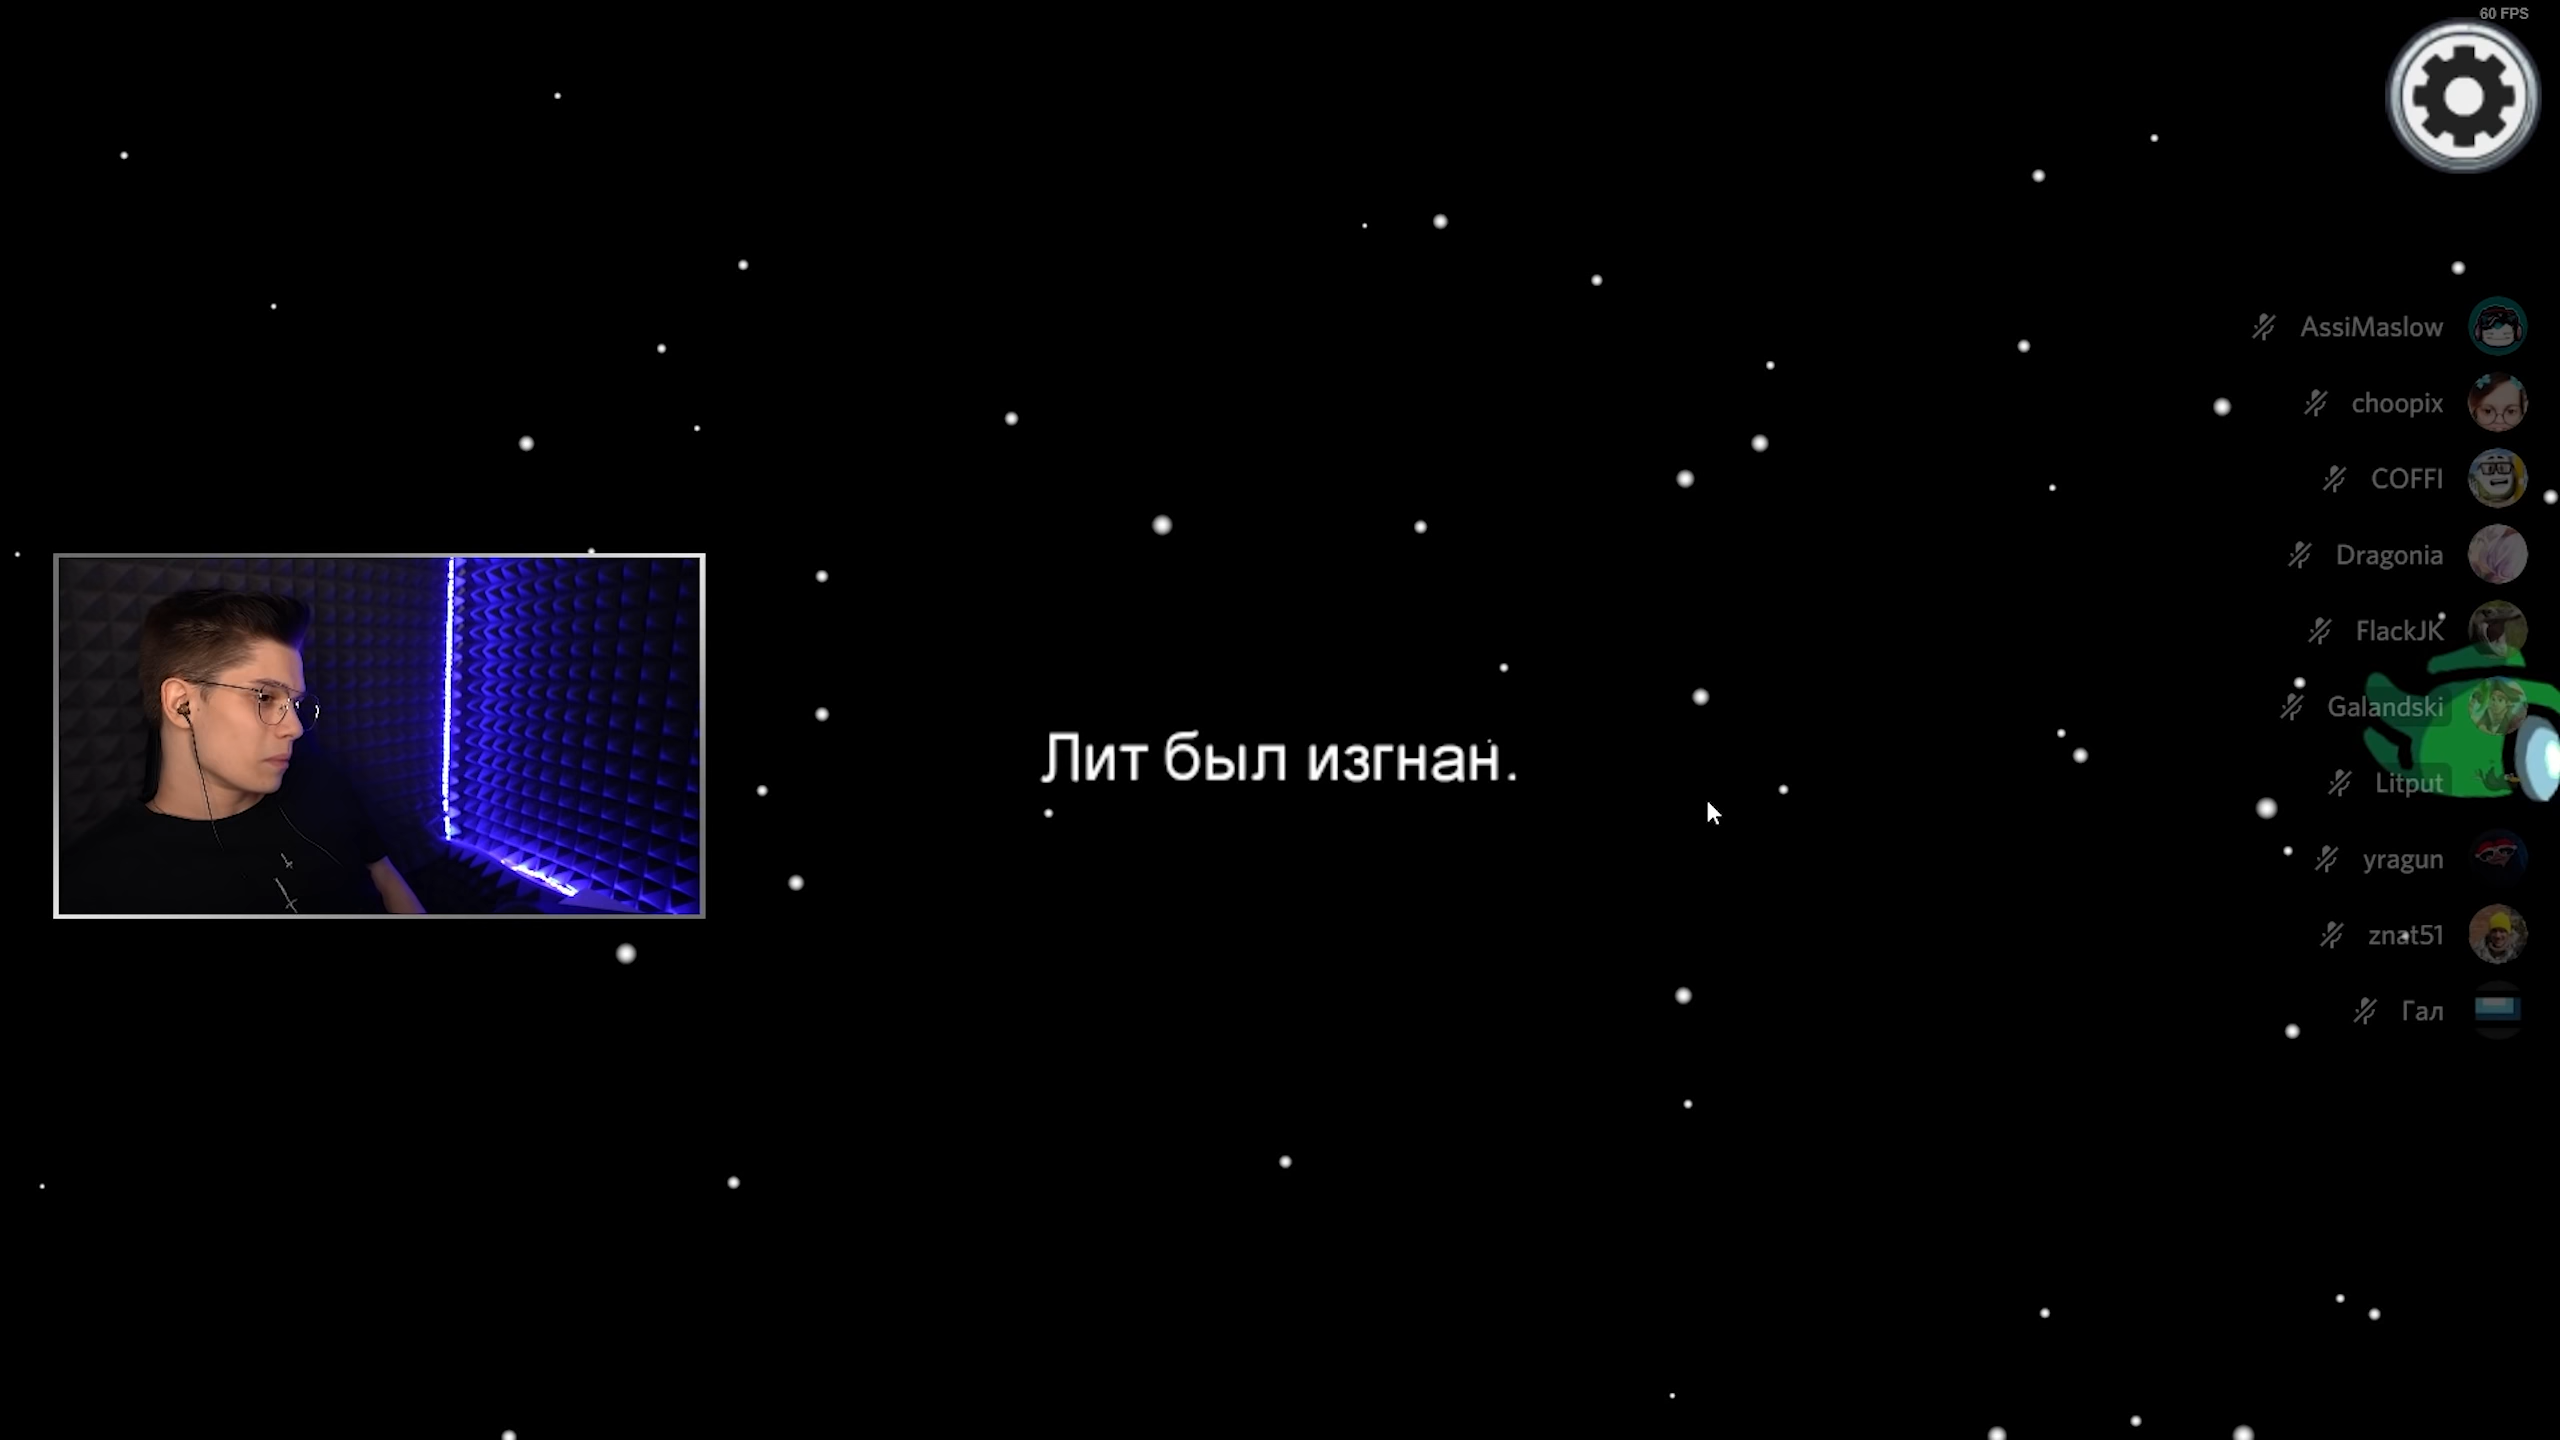 60 FPS
AssiMaslow
choopix
COFFI
Dragonia
FlackJK
Galandski
Лит был изгнан.
Litput
yragun
znat51
Гал